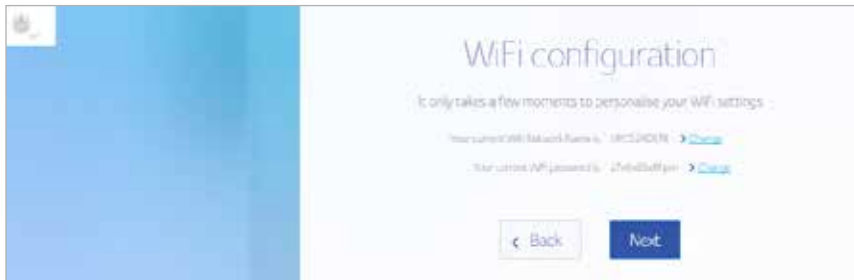 WiFi configuration
It only takes a few moments to personalise your WiFi settings
Your current WiFi Network Name is Change
Your current WiFi password is Change
Back
Next